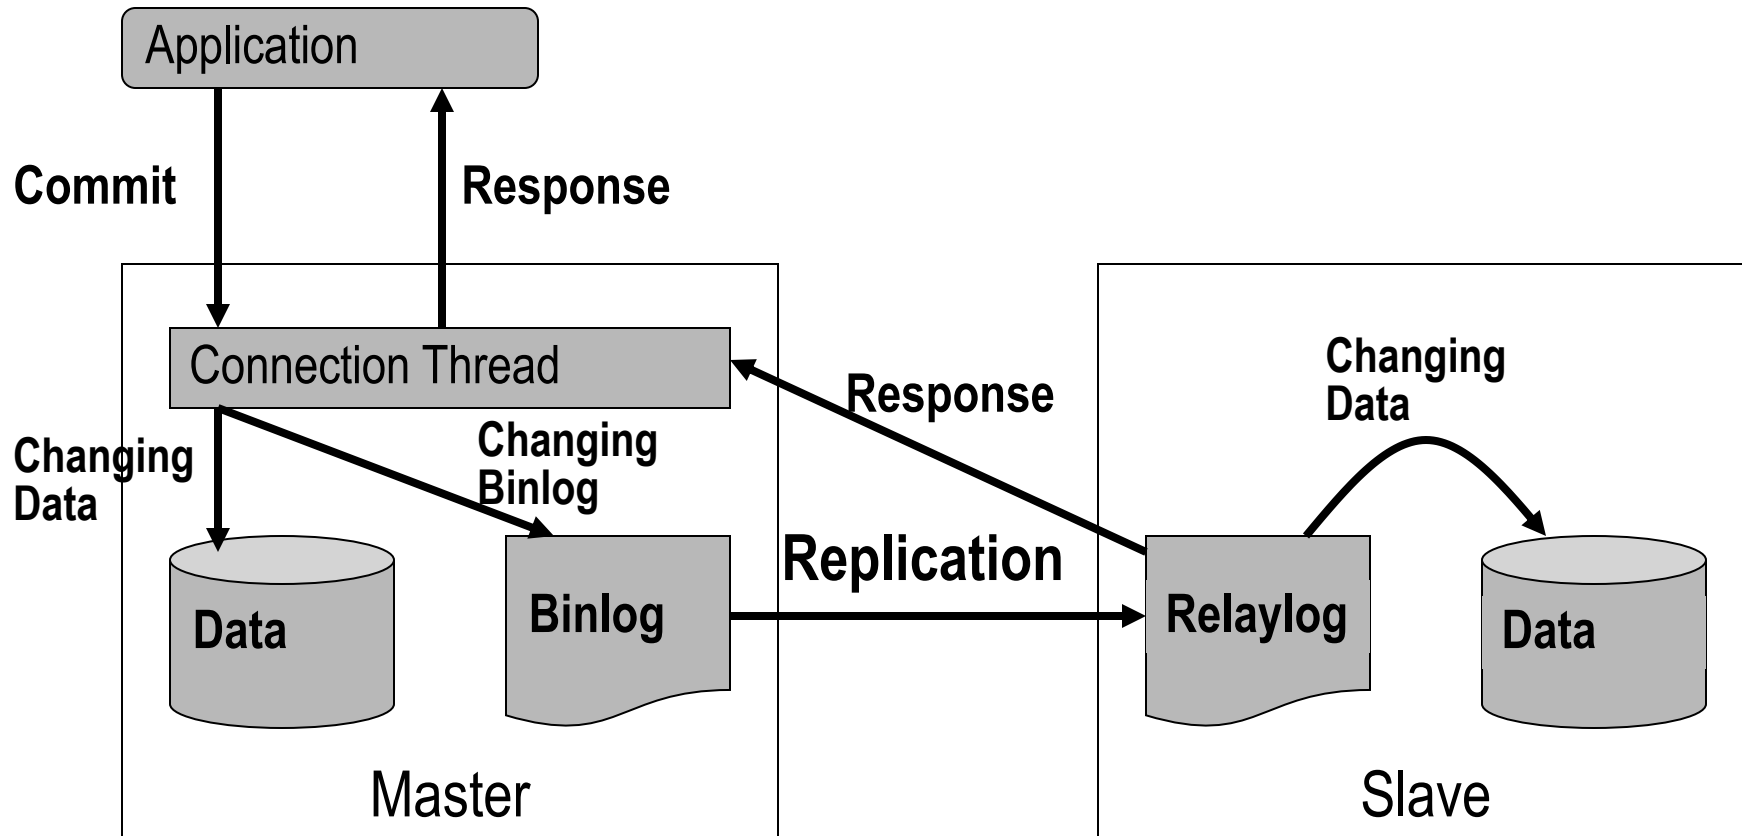 Application
Commit
Response
Connection Thread
Changing
Data
Changing
Binlog
Response
Changing
Data
Replication
Data
Binlog
Relaylog
Data
Master
Slave